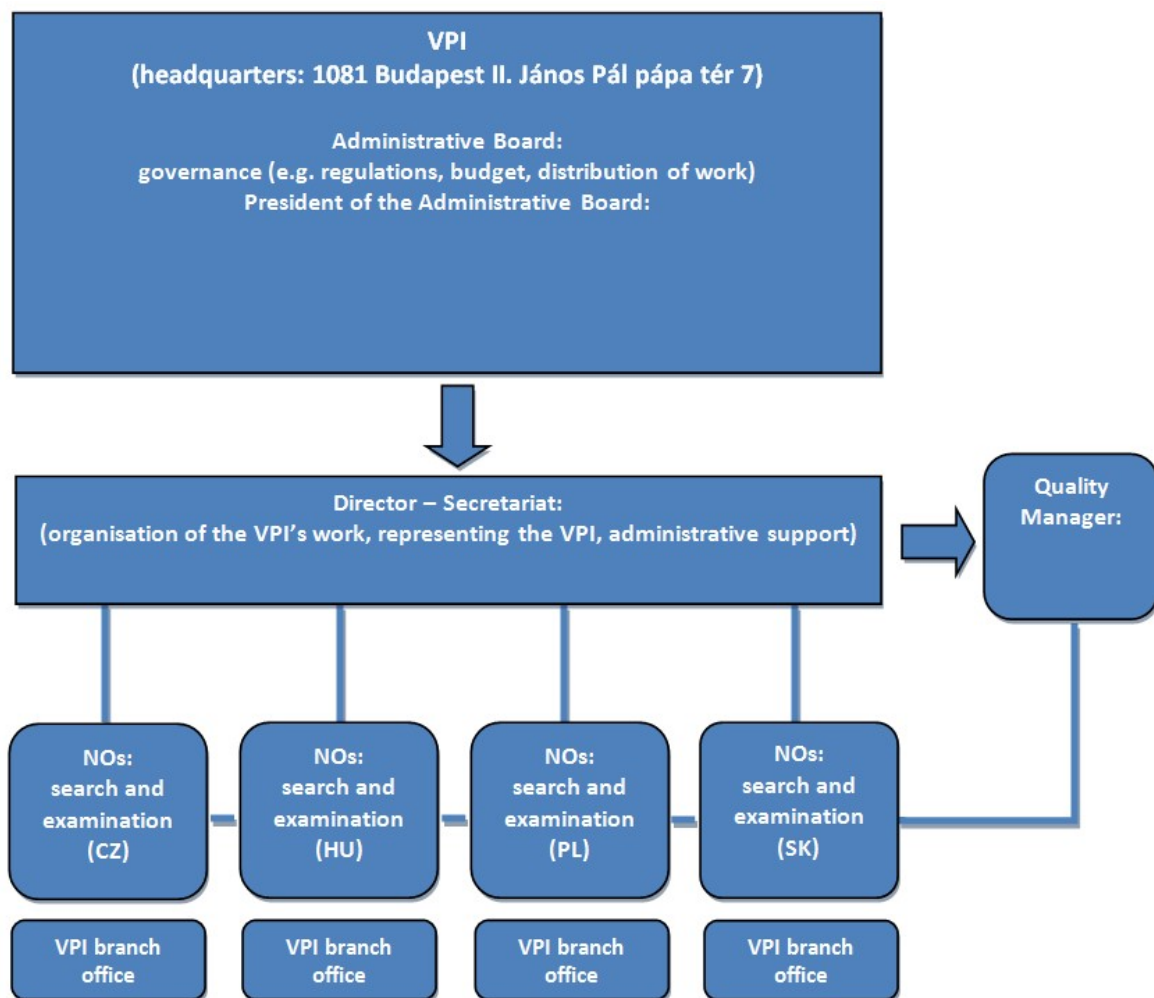 VPI
(headquarters: 1081 Budapest II. János Pál pápa tér 7)
Administrative Board:
governance (e.g. regulations, budget, distribution of work)
President of the Administrative Board:
Director – Secretariat:
(organisation of the VPI's work, representing the VPI, administrative support)
Quality
Manager:
NOs:
search and
examination
(CZ)
NOs:
search and
examination
(HU)
NOs:
search and
examination
(PL)
NOs:
search and
examination
(SK)
VPI branch
office
VPI branch
office
VPI branch
office
VPI branch
office